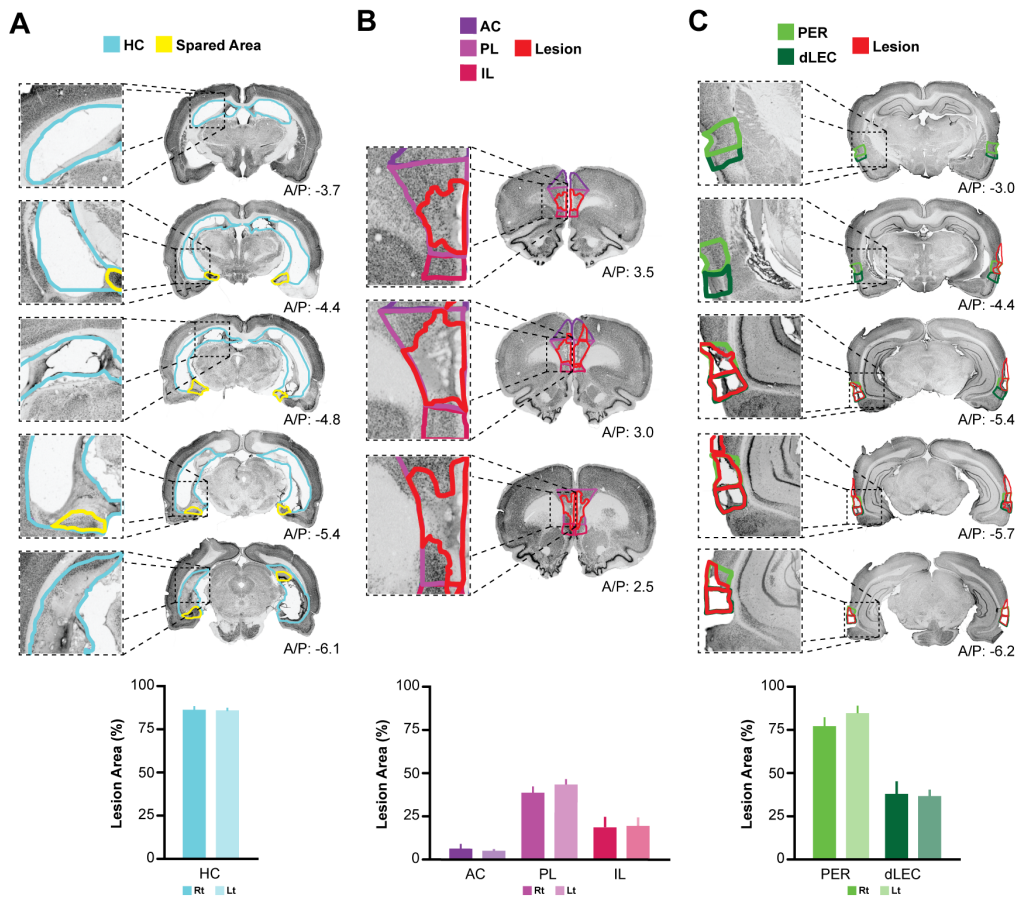 A
HC
Spared Area
A/P: -3.7
A/P: -4.4
A/P: -4.8
A/P: -5.4
A/P: -6.1
100
75
50
25
0
Lesion Area (%)
HC
Rt
Lt
B
AC
PL
Lesion
IL
A/P: 3.5
A/P: 3.0
A/P: 2.5
100
75
50
25
0
Lesion Area (%)
AC
PL
IL
Rt
Lt
C
PER
Lesion
dLEC
A/P: -3.0
A/P: -4.4
A/P: -5.4
A/P: -5.7
A/P: -6.2
100
75
50
25
0
Lesion Area (%)
PER
dLEC
Rt
Lt